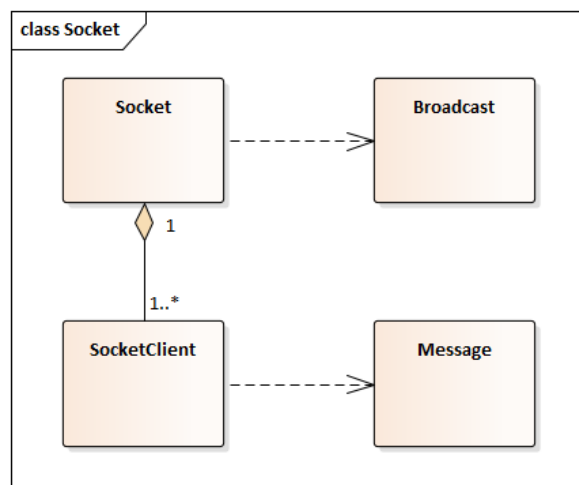 class Socket
Socket
Broadcast
1
1..*
SocketClient
Message